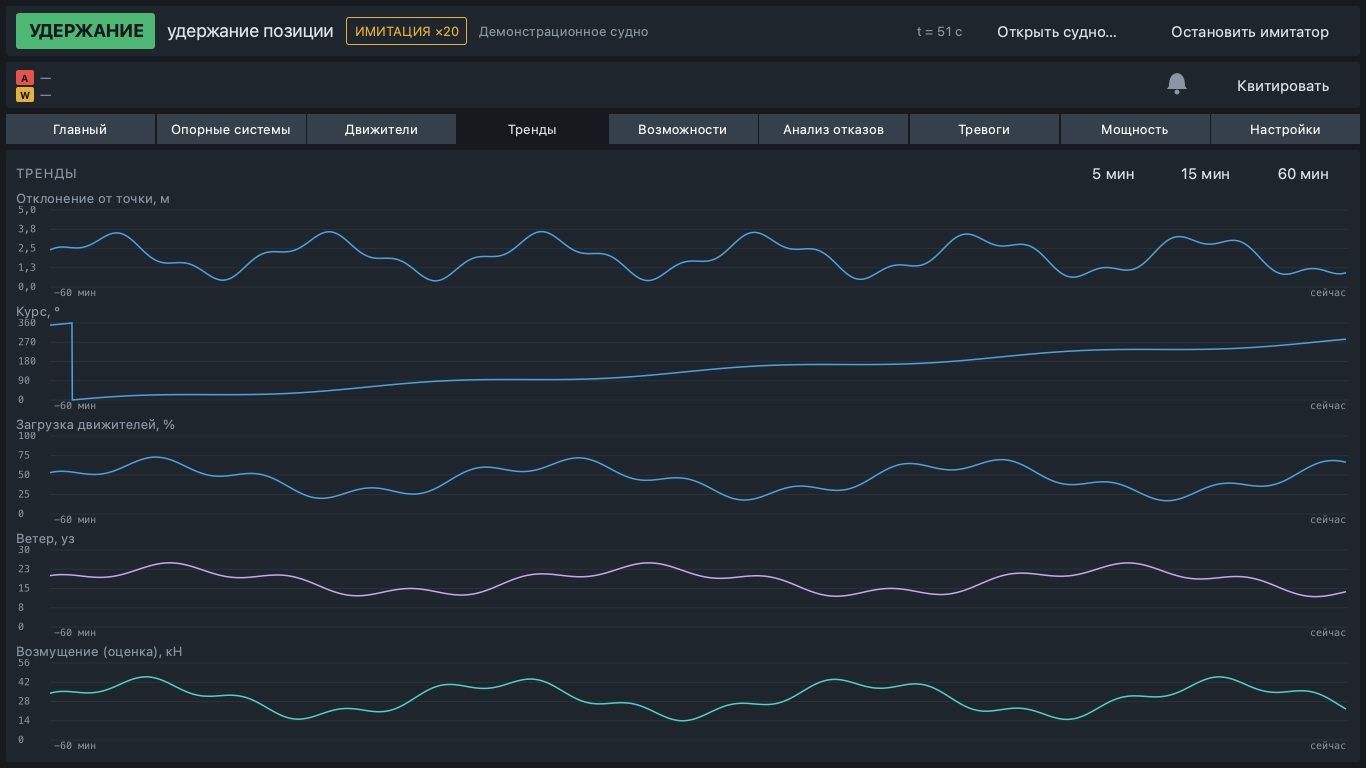 УДЕРЖАНИЕ удержание позиции ИМИТАЦИЯ ×20 Демонстрационное судно t = 51 с Открыть судно... Остановить имитатор
A —
W —
Квитировать
Главный Опорные системы Движители Тренды Возможности Анализ отказов Тревоги Мощность Настройки
ТРЕНДЫ 5 мин 15 мин 60 мин
Отклонение от точки, м
5,0
3,8
2,5
1,3
0,0
−60 мин сейчас
Курс, °
360
270
180
90
0
−60 мин сейчас
Загрузка движителей, %
100
75
50
25
0
−60 мин сейчас
Ветер, уз
30
23
15
8
0
−60 мин сейчас
Возмущение (оценка), кН
56
42
28
14
0
−60 мин сейчас